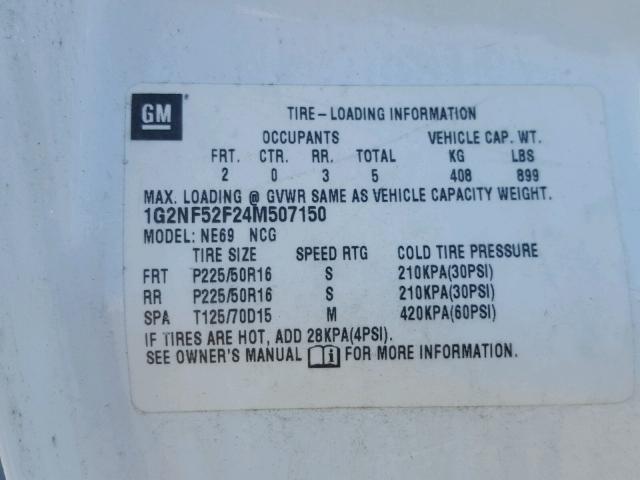 GM
TIRE-LOADING INFORMATION
OCCUPANTS VEHICLE CAP. WT.
FRT. CTR. RR. TOTAL KG LBS
2 0 3 5 408 899
MAX. LOADING @ GVWR SAME AS VEHICLE CAPACITY WEIGHT.
1G2NF52F24M507150
MODEL: NE69 NCG
TIRE SIZE SPEED RTG COLD TIRE PRESSURE
FRT P225/50R16 S 210KPA(30PSI)
RR P225/50R16 S 210KPA(30PSI)
SPA T125/70D15 M 420KPA(60PSI)
IF TIRES ARE HOT, ADD 28KPA(4PSI).
SEE OWNER'S MANUAL FOR MORE INFORMATION.